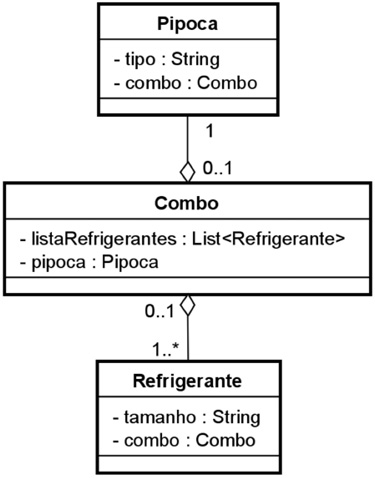 Pipoca
- tipo : String
- combo : Combo
1
0..1
Combo
- listaRefrigerantes : List<Refrigerante>
- pipoca : Pipoca
0..1
1..*
Refrigerante
- tamanho : String
- combo : Combo